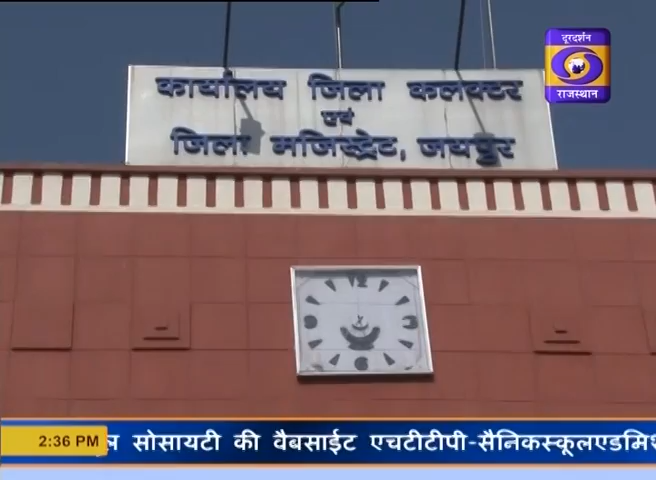 दूरदर्शन
राजस्थान
कार्यालय जिला कलक्टर
एवं
जिला मजिस्ट्रेट, जयपुर
2:36 PM
सोसायटी की वैबसाईट एचटीटीपी-सैनिकस्कूलएडमिश